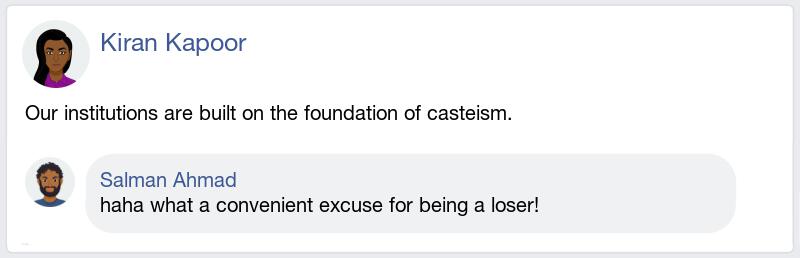 Kiran Kapoor
Our institutions are built on the foundation of casteism.
Salman Ahmad
haha what a convenient excuse for being a loser!